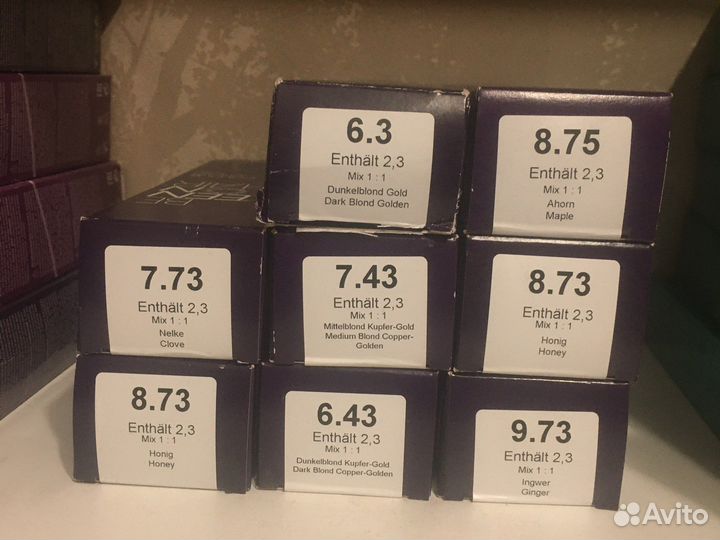 6.3
Enthält 2,3
Mix 1 : 1
Dunkelblond Gold
Dark Blond Golden
8.75
Enthält 2,3
Mix 1 : 1
Ahorn
Maple
7.73
Enthält 2,3
Mix 1 : 1
Nelke
Clove
7.43
Enthält 2,3
Mix 1 : 1
Mittelblond Kupfer-Gold
Medium Blond Copper-
Golden
8.73
Enthält 2,3
Mix 1 : 1
Honig
Honey
8.73
Enthält 2,3
Mix 1 : 1
Honig
Honey
6.43
Enthält 2,3
Mix 1 : 1
Dunkelblond Kupfer-Gold
Dark Blond Copper-Golden
9.73
Enthält 2,3
Mix 1 : 1
Ingwer
Ginger
Avito